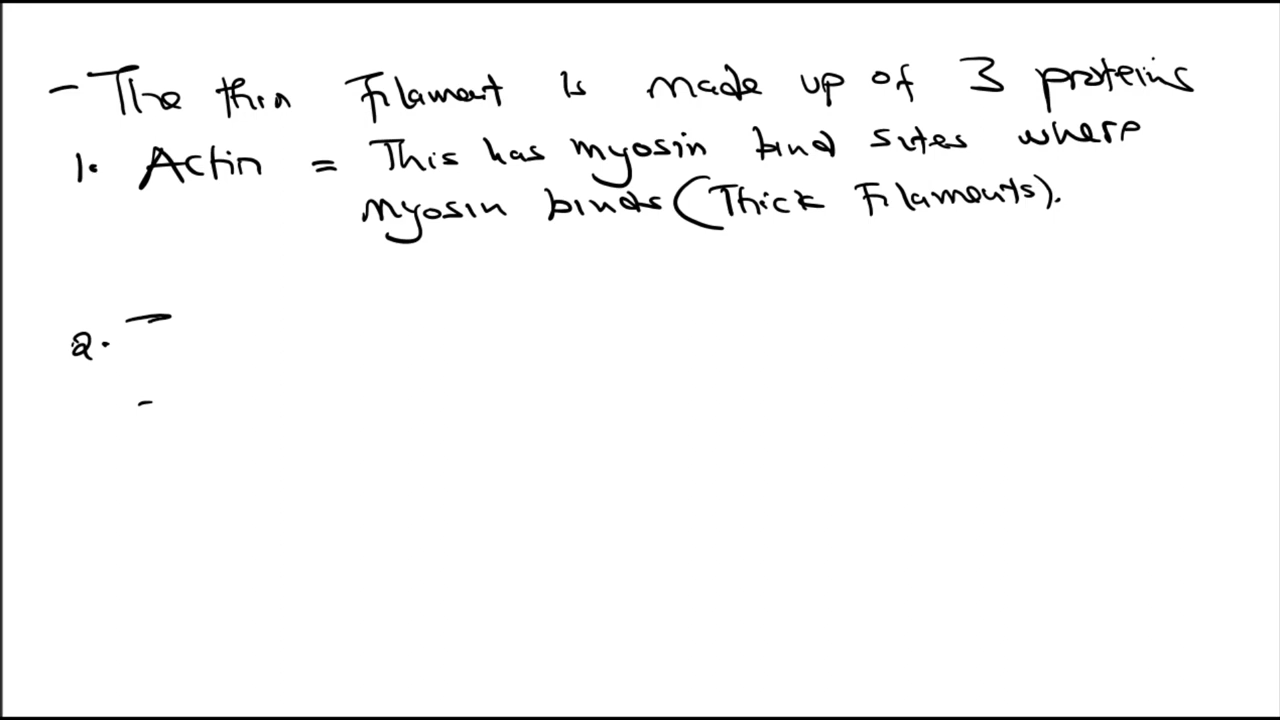 - The thin Filament is made up of 3 proteins
1. Actin = This has myosin bind sites where
myosin binds (Thick Filaments).
2.
-